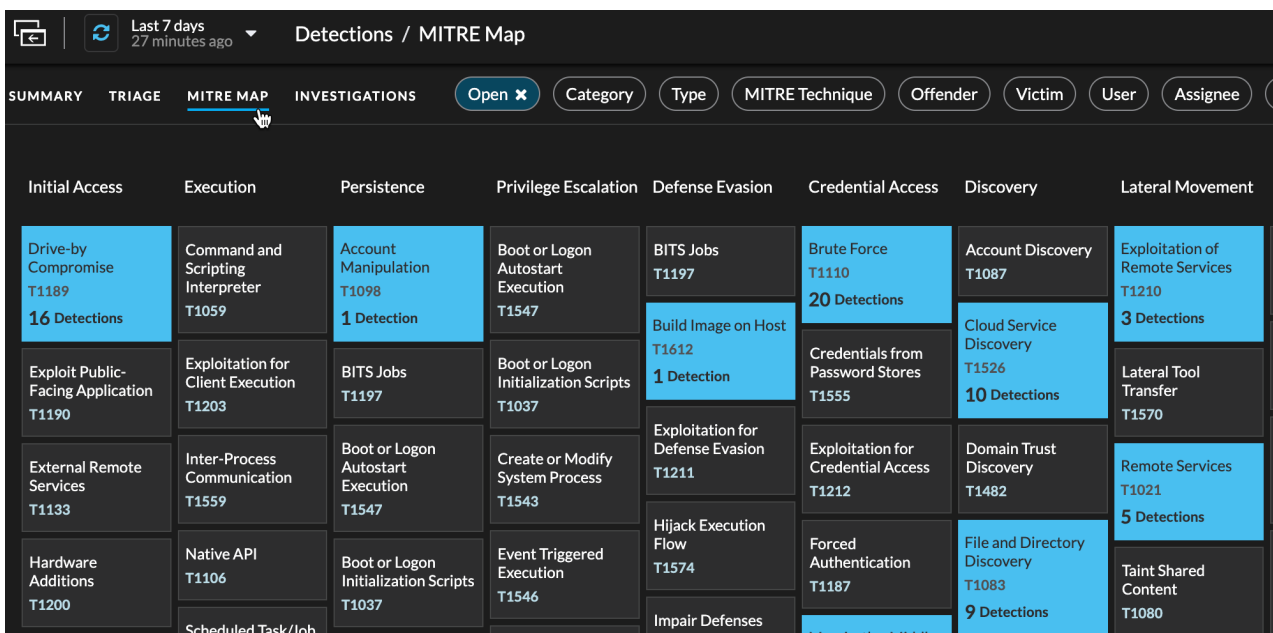 Last 7 days
27 minutes ago
Detections / MITRE Map
SUMMARY TRIAGE MITRE MAP INVESTIGATIONS Open × Category Type MITRE Technique Offender Victim User Assignee
Initial Access Execution Persistence Privilege Escalation Defense Evasion Credential Access Discovery Lateral Movement
Drive-by
Compromise
T1189
16 Detections
Exploit Public-
Facing Application
T1190
External Remote
Services
T1133
Hardware
Additions
T1200
Command and
Scripting
Interpreter
T1059
Exploitation for
Client Execution
T1203
Inter-Process
Communication
T1559
Native API
T1106
Scheduled Task/Job
Account
Manipulation
T1098
1 Detection
BITS Jobs
T1197
Boot or Logon
Autostart
Execution
T1547
Boot or Logon
Initialization Scripts
T1037
Boot or Logon
Autostart
Execution
T1547
Boot or Logon
Initialization Scripts
T1037
Create or Modify
System Process
T1543
Event Triggered
Execution
T1546
BITS Jobs
T1197
Build Image on Host
T1612
1 Detection
Exploitation for
Defense Evasion
T1211
Hijack Execution
Flow
T1574
Impair Defenses
Brute Force
T1110
20 Detections
Credentials from
Password Stores
T1555
Exploitation for
Credential Access
T1212
Forced
Authentication
T1187
Account Discovery
T1087
Cloud Service
Discovery
T1526
10 Detections
Domain Trust
Discovery
T1482
File and Directory
Discovery
T1083
9 Detections
Exploitation of
Remote Services
T1210
3 Detections
Lateral Tool
Transfer
T1570
Remote Services
T1021
5 Detections
Taint Shared
Content
T1080